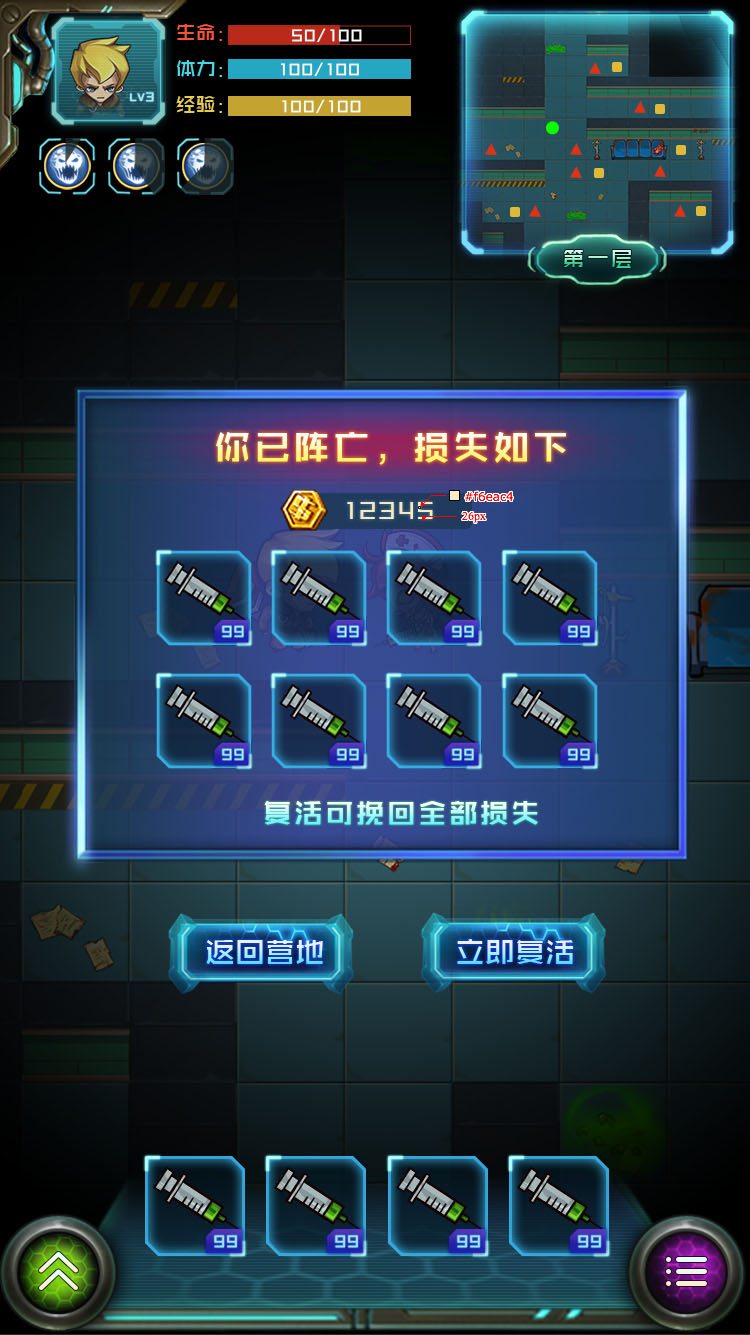 生命: 50/100
体力: 100/100
经验: 100/100
LV3
第一层
你已阵亡，损失如下
12345
#f6eac4
26px
99 99 99 99
99 99 99 99
复活可挽回全部损失
返回营地 立即复活
99 99 99 99